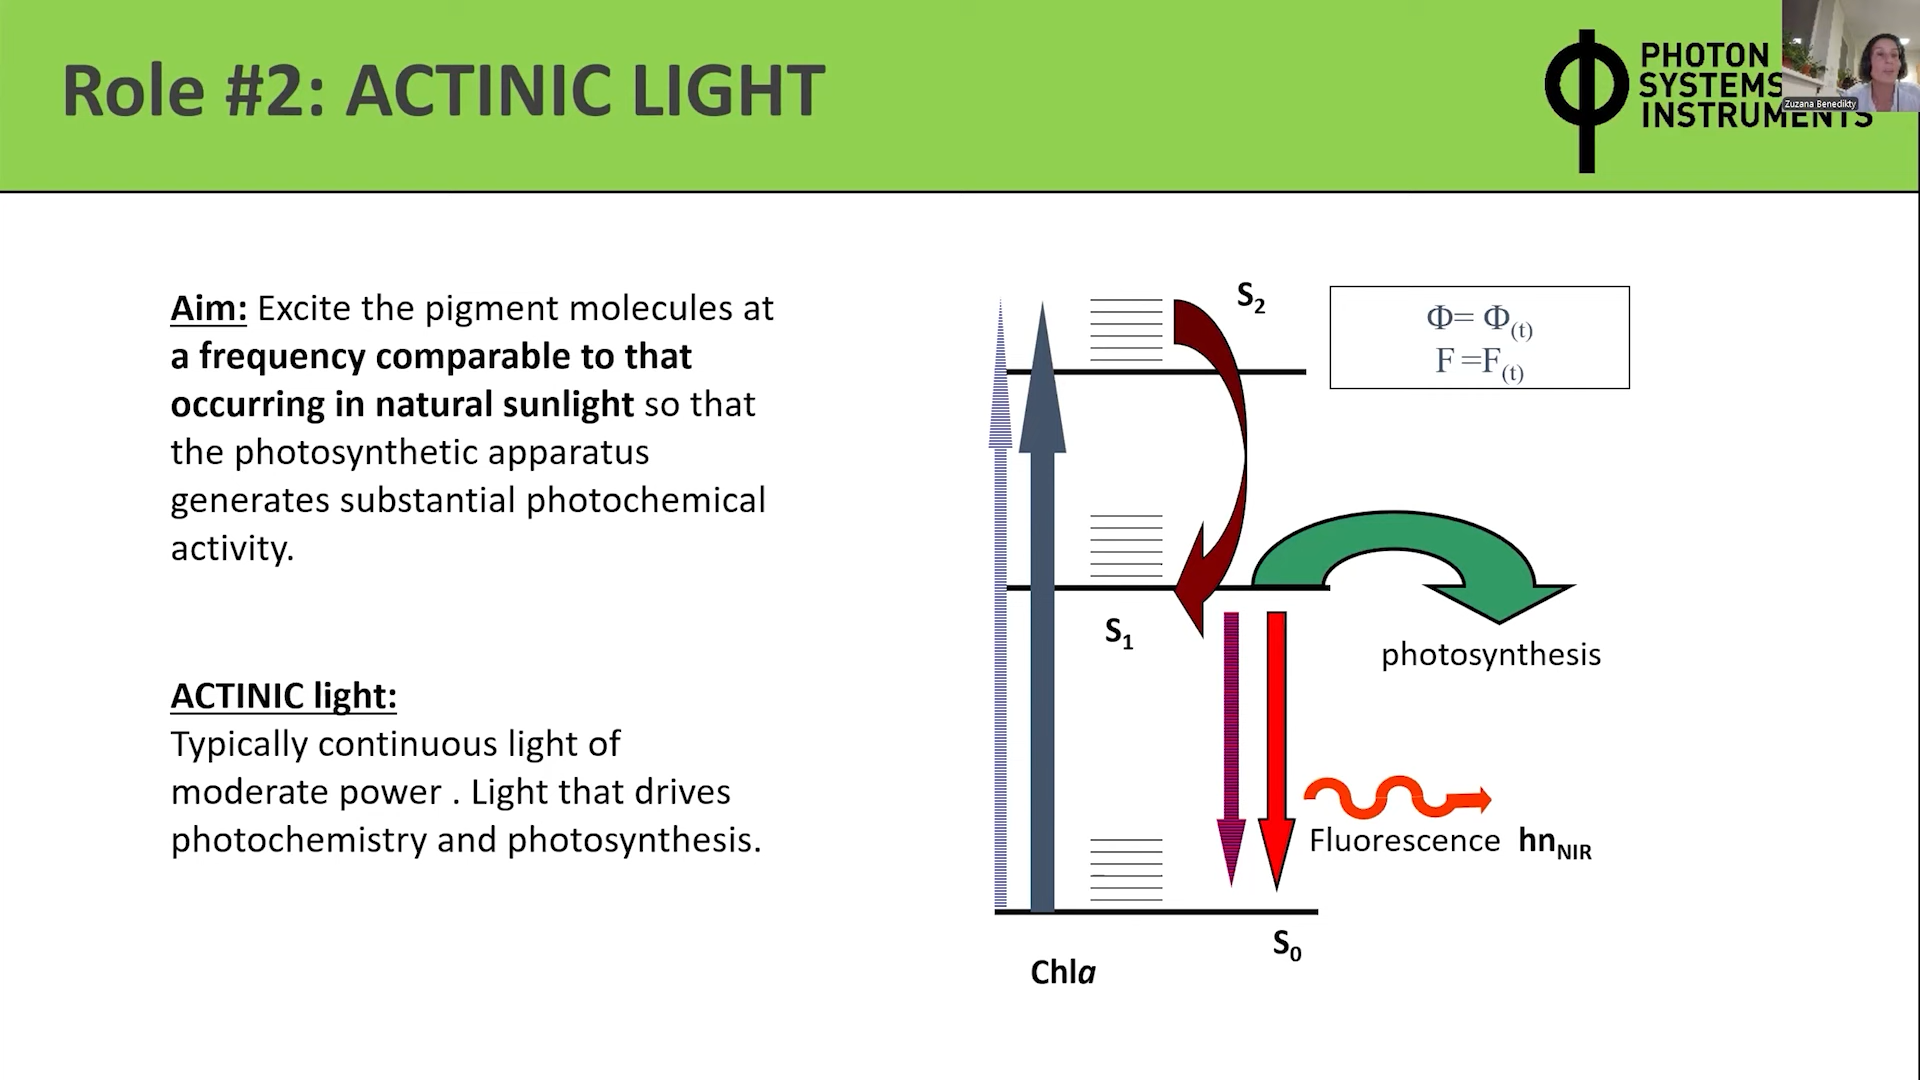 Role #2: ACTINIC LIGHT
PHOTON
SYSTEMS
INSTRUMENTS
Zuzana Benedikty
Aim: Excite the pigment molecules at
a frequency comparable to that
occurring in natural sunlight so that
the photosynthetic apparatus
generates substantial photochemical
activity.
ACTINIC light:
Typically continuous light of
moderate power . Light that drives
photochemistry and photosynthesis.
S2
Φ= Φ(t)
F =F(t)
S1
photosynthesis
Fluorescence hnNIR
S0
Chla